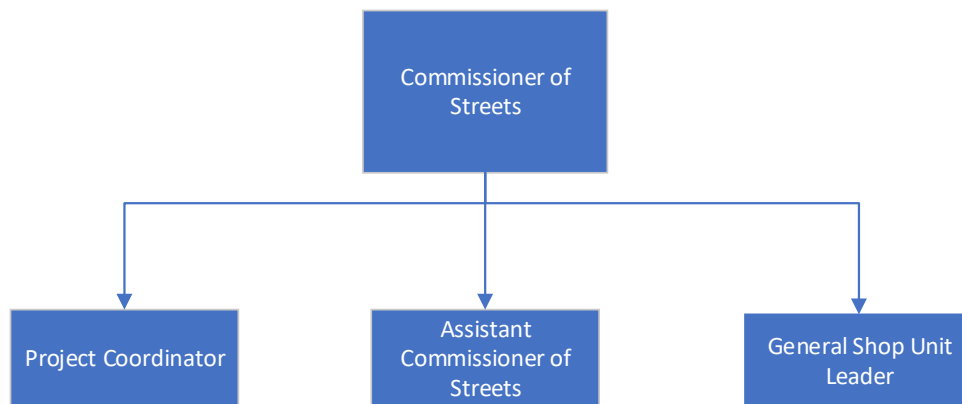 Commissioner of
Streets
Project Coordinator
Assistant
Commissioner of
Streets
General Shop Unit
Leader